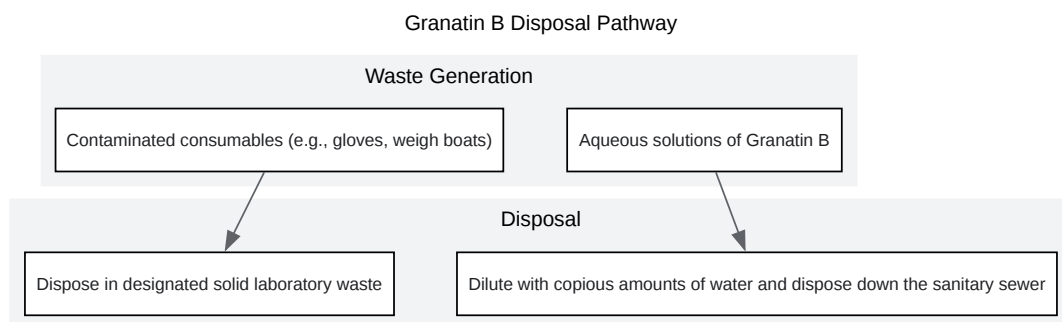 Granatin B Disposal Pathway
Waste Generation
Contaminated consumables (e.g., gloves, weigh boats)
Aqueous solutions of Granatin B
Disposal
Dispose in designated solid laboratory waste
Dilute with copious amounts of water and dispose down the sanitary sewer